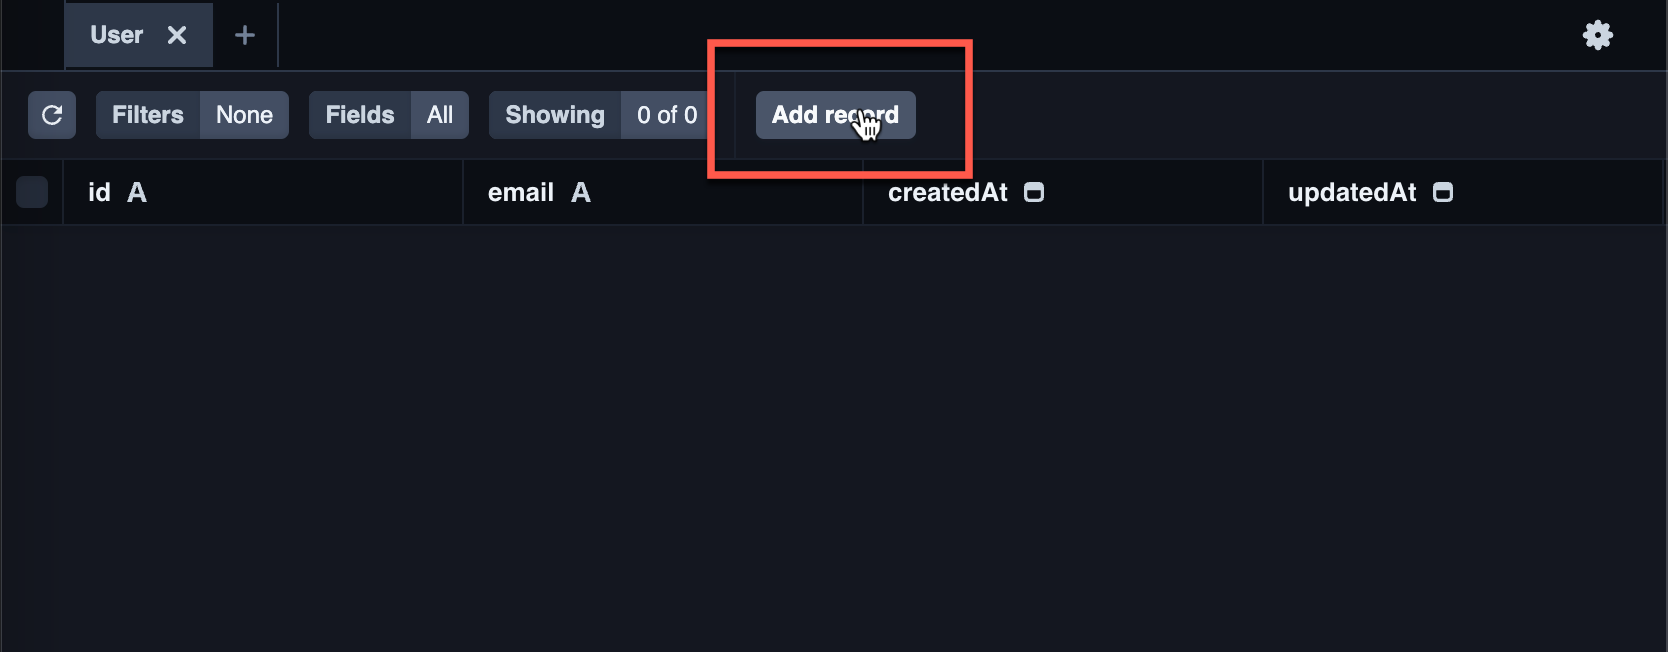 User
Filters None Fields All Showing 0 of 0 Add record
id A email A createdAt updatedAt